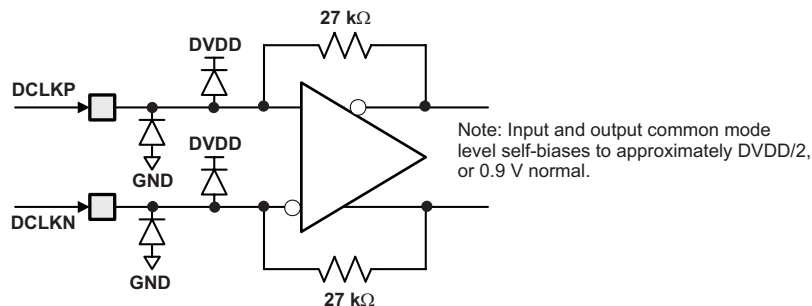 27 kΩ
DVDD
DCLKP
DVDD
GND
Note: Input and output common mode
level self-biases to approximately DVDD/2,
or 0.9 V normal.
DCLKN
GND
27 kΩ